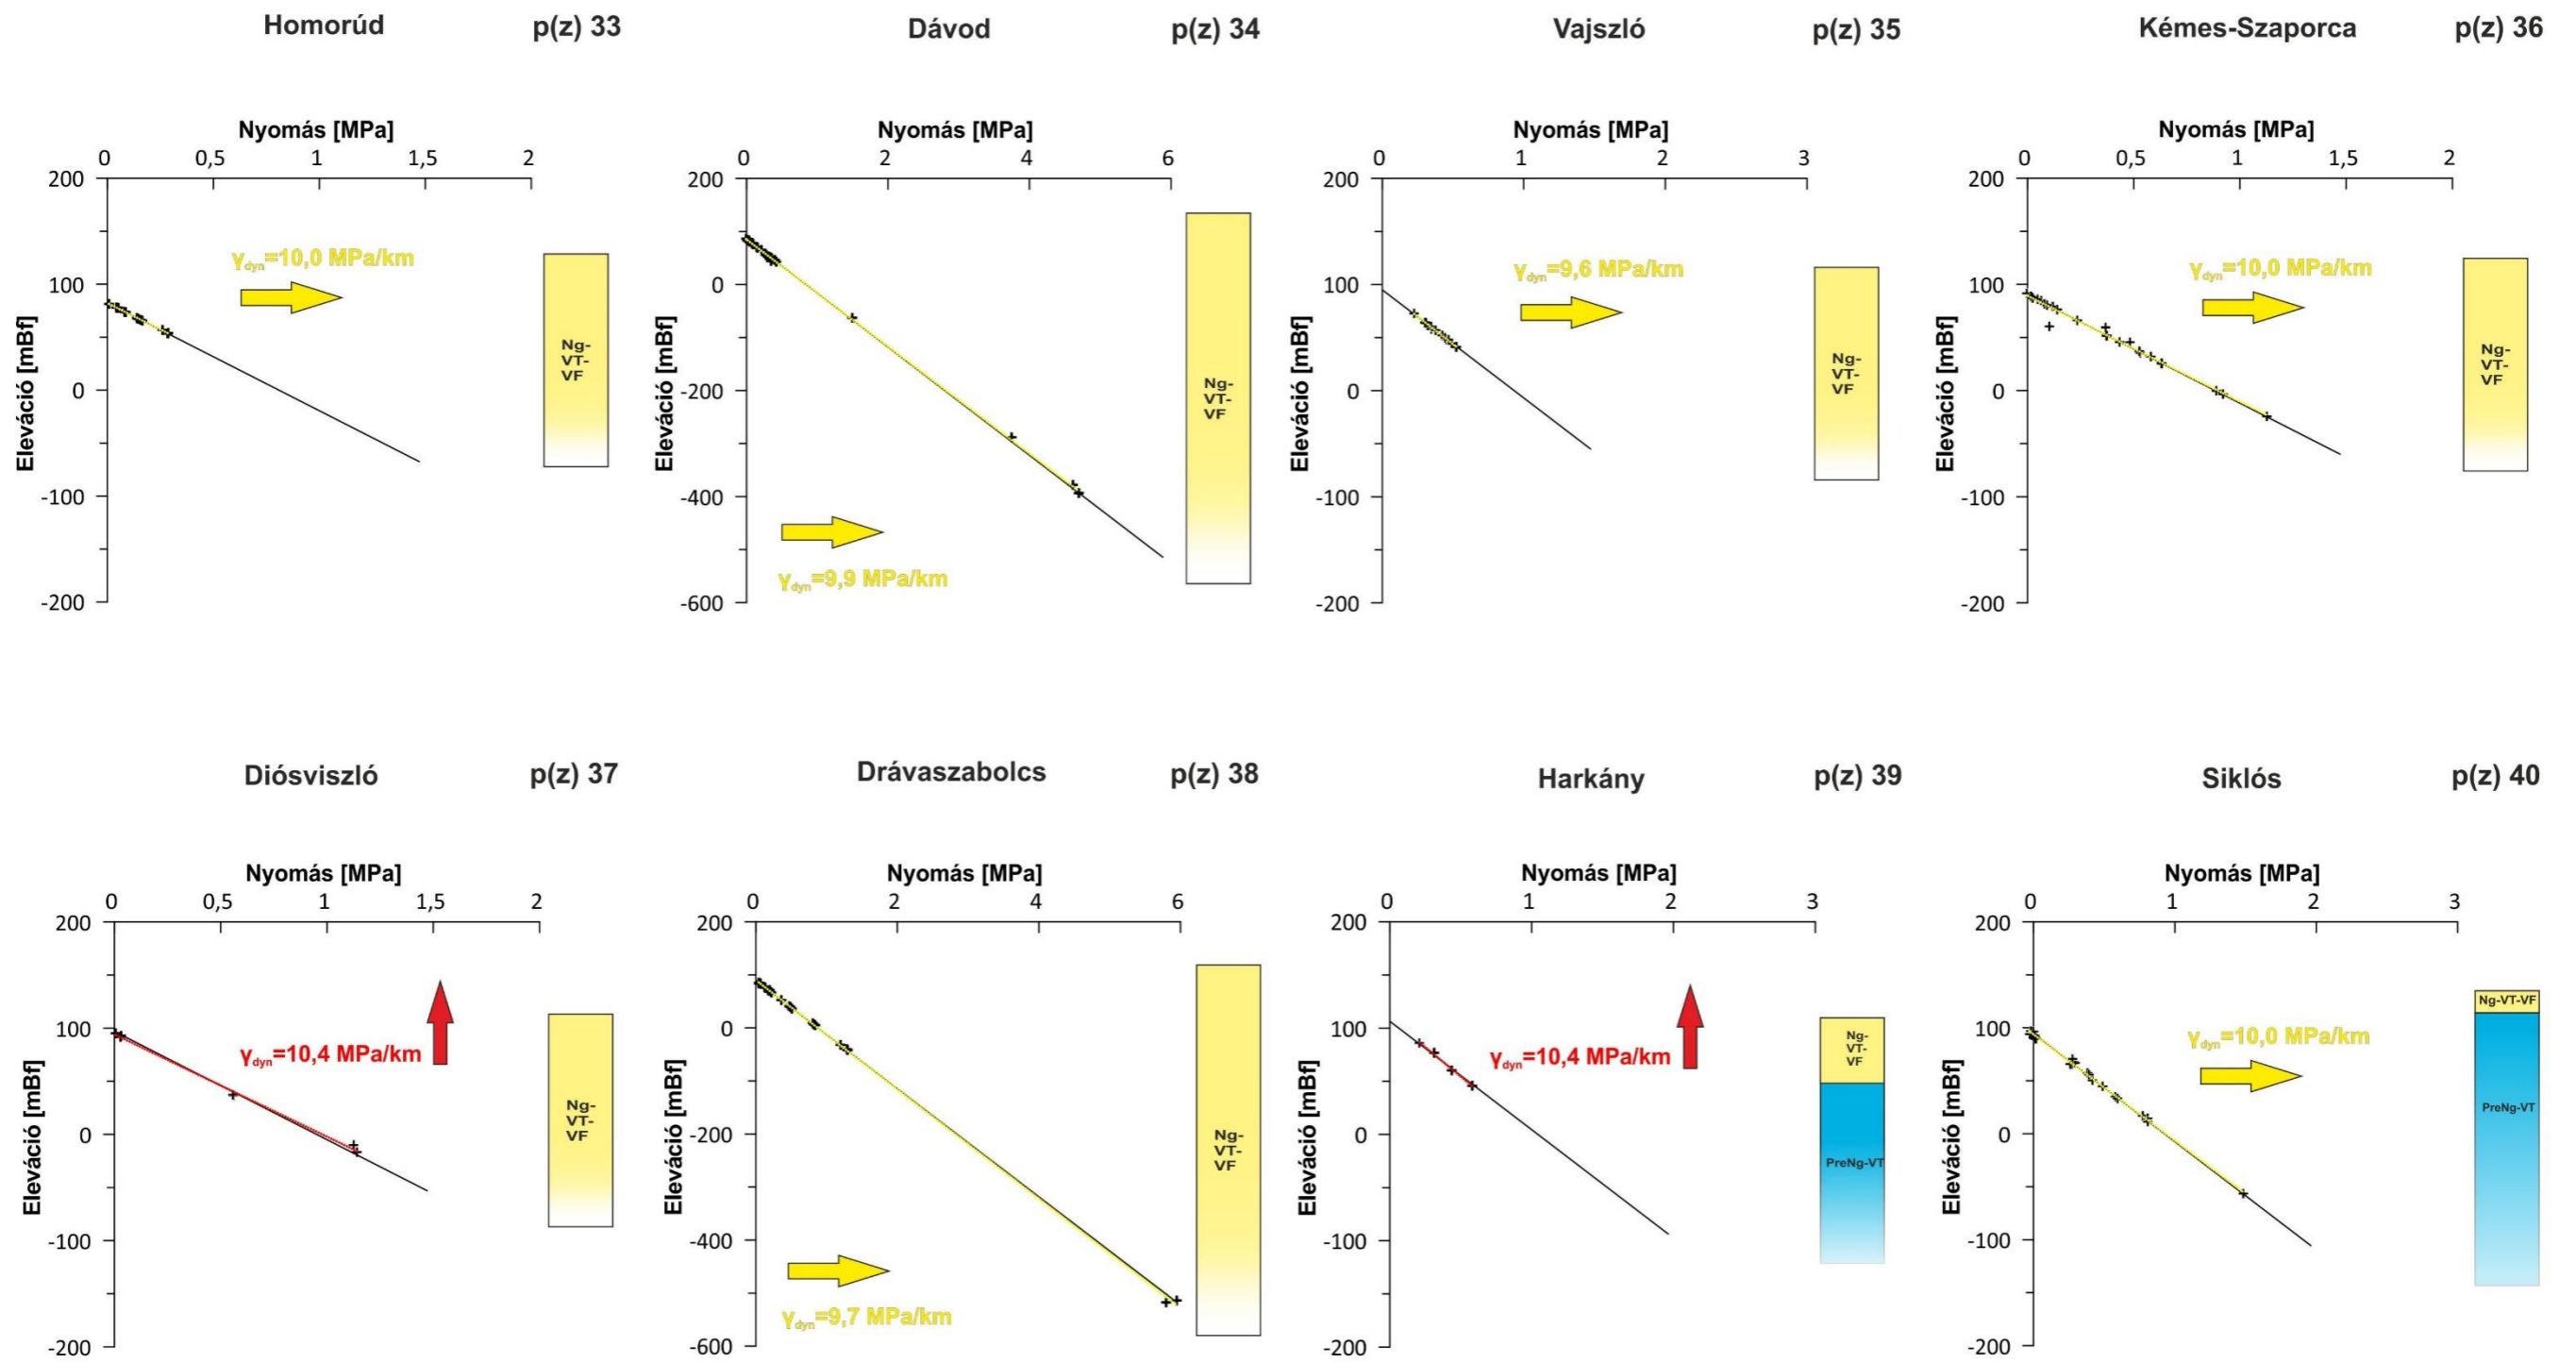 Homorúd
p(z) 33
Nyomás [MPa]
0 0,5 1 1,5 2
200
100
0
-100
-200
Eleváció [mBf]
γdyn=10,0 MPa/km
Ng-
VT-
VF
Dávod
p(z) 34
Nyomás [MPa]
0 2 4 6
200
0
-200
-400
-600
Eleváció [mBf]
γdyn=9,9 MPa/km
Ng-
VT-
VF
Vajszló
p(z) 35
Nyomás [MPa]
0 1 2 3
200
100
0
-100
-200
Eleváció [mBf]
γdyn=9,6 MPa/km
Ng-
VT-
VF
Kémes-Szaporca
p(z) 36
Nyomás [MPa]
0 0,5 1 1,5 2
200
100
0
-100
-200
Eleváció [mBf]
γdyn=10,0 MPa/km
Ng-
VT-
VF
Diósviszló
p(z) 37
Nyomás [MPa]
0 0,5 1 1,5 2
200
100
0
-100
-200
Eleváció [mBf]
γdyn=10,4 MPa/km
Ng-
VT-
VF
Drávaszabolcs
p(z) 38
Nyomás [MPa]
0 2 4 6
200
0
-200
-400
-600
Eleváció [mBf]
γdyn=9,7 MPa/km
Ng-
VT-
VF
Harkány
p(z) 39
Nyomás [MPa]
0 1 2 3
200
100
0
-100
-200
Eleváció [mBf]
γdyn=10,4 MPa/km
Ng-
VT-
VF
PreNg-VT
Siklós
p(z) 40
Nyomás [MPa]
0 1 2 3
200
100
0
-100
-200
Eleváció [mBf]
γdyn=10,0 MPa/km
Ng-VT-VF
PreNg-VT